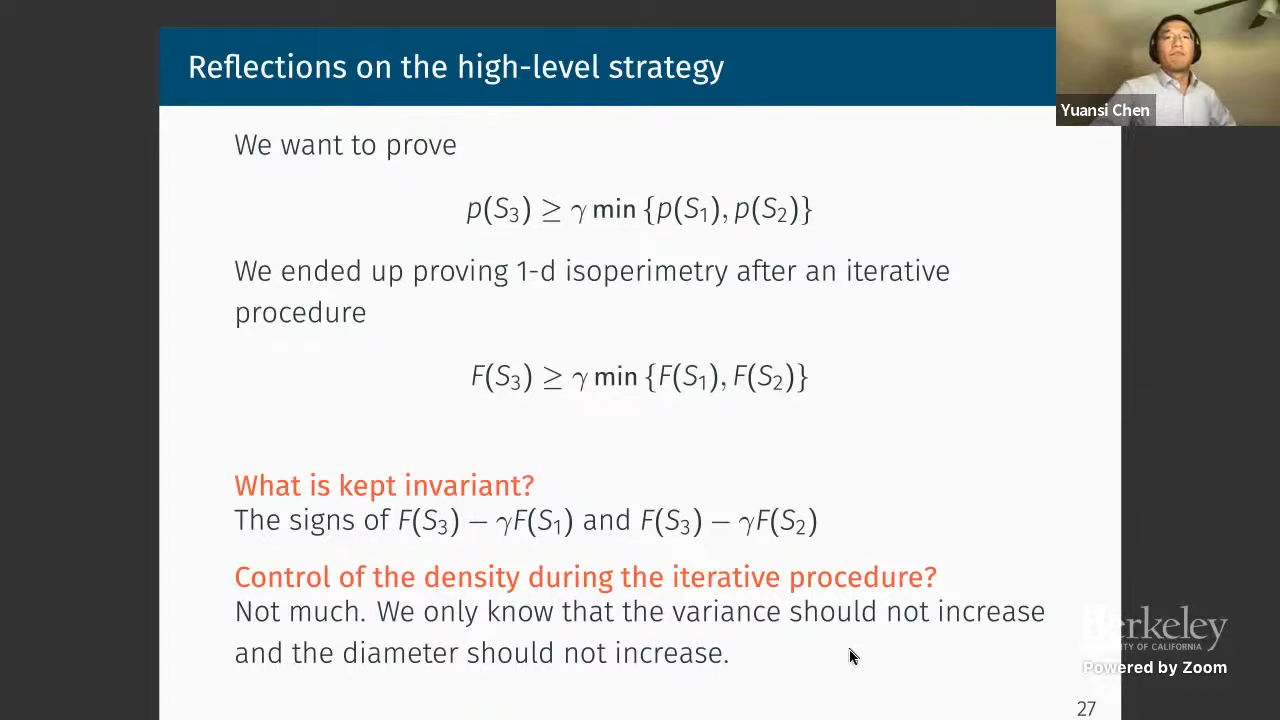 Reflections on the high-level strategy
Yuansi Chen
We want to prove
p(S₃) ≥ γ min {p(S₁), p(S₂)}
We ended up proving 1-d isoperimetry after an iterative
procedure
F(S₃) ≥ γ min {F(S₁), F(S₂)}
What is kept invariant?
The signs of F(S₃) − γF(S₁) and F(S₃) − γF(S₂)
Control of the density during the iterative procedure?
Not much. We only know that the variance should not increase
and the diameter should not increase.
Berkeley
OF CALIFORNIA
Powered by Zoom
27